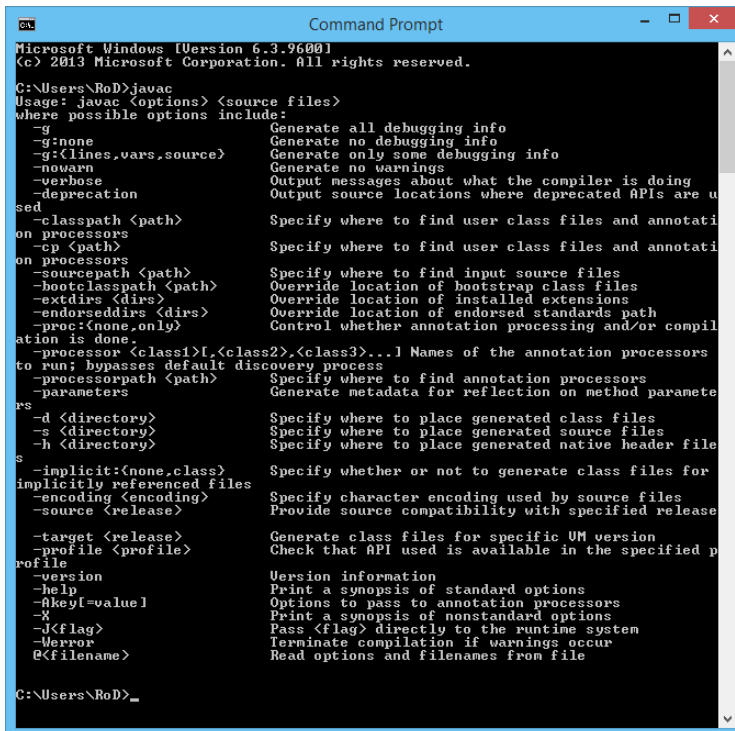 Command Prompt
Microsoft Windows [Version 6.3.9600]
(c) 2013 Microsoft Corporation. All rights reserved.
C:\Users\RoD>javac
Usage: javac <options> <source files>
where possible options include:
  -g                         Generate all debugging info
  -g:none                    Generate no debugging info
  -g:{lines,vars,source}     Generate only some debugging info
  -nowarn                    Generate no warnings
  -verbose                   Output messages about what the compiler is doing
  -deprecation               Output source locations where deprecated APIs are u
sed
  -classpath <path>          Specify where to find user class files and annotati
on processors
  -cp <path>                 Specify where to find user class files and annotati
on processors
  -sourcepath <path>         Specify where to find input source files
  -bootclasspath <path>      Override location of bootstrap class files
  -extdirs <dirs>            Override location of installed extensions
  -endorseddirs <dirs>       Override location of endorsed standards path
  -proc:{none,only}          Control whether annotation processing and/or compil
ation is done.
  -processor <class1>[,<class2>,<class3>...] Names of the annotation processors
to run; bypasses default discovery process
  -processorpath <path>      Specify where to find annotation processors
  -parameters                Generate metadata for reflection on method paramete
rs
  -d <directory>             Specify where to place generated class files
  -s <directory>             Specify where to place generated source files
  -h <directory>             Specify where to place generated native header file
s
  -implicit:{none,class}     Specify whether or not to generate class files for
implicitly referenced files
  -encoding <encoding>       Specify character encoding used by source files
  -source <release>          Provide source compatibility with specified release
  -target <release>          Generate class files for specific VM version
  -profile <profile>         Check that API used is available in the specified p
rofile
  -version                   Version information
  -help                      Print a synopsis of standard options
  -Akey[=value]              Options to pass to annotation processors
  -X                         Print a synopsis of nonstandard options
  -J<flag>                   Pass <flag> directly to the runtime system
  -Werror                    Terminate compilation if warnings occur
  @<filename>                Read options and filenames from file
C:\Users\RoD>_